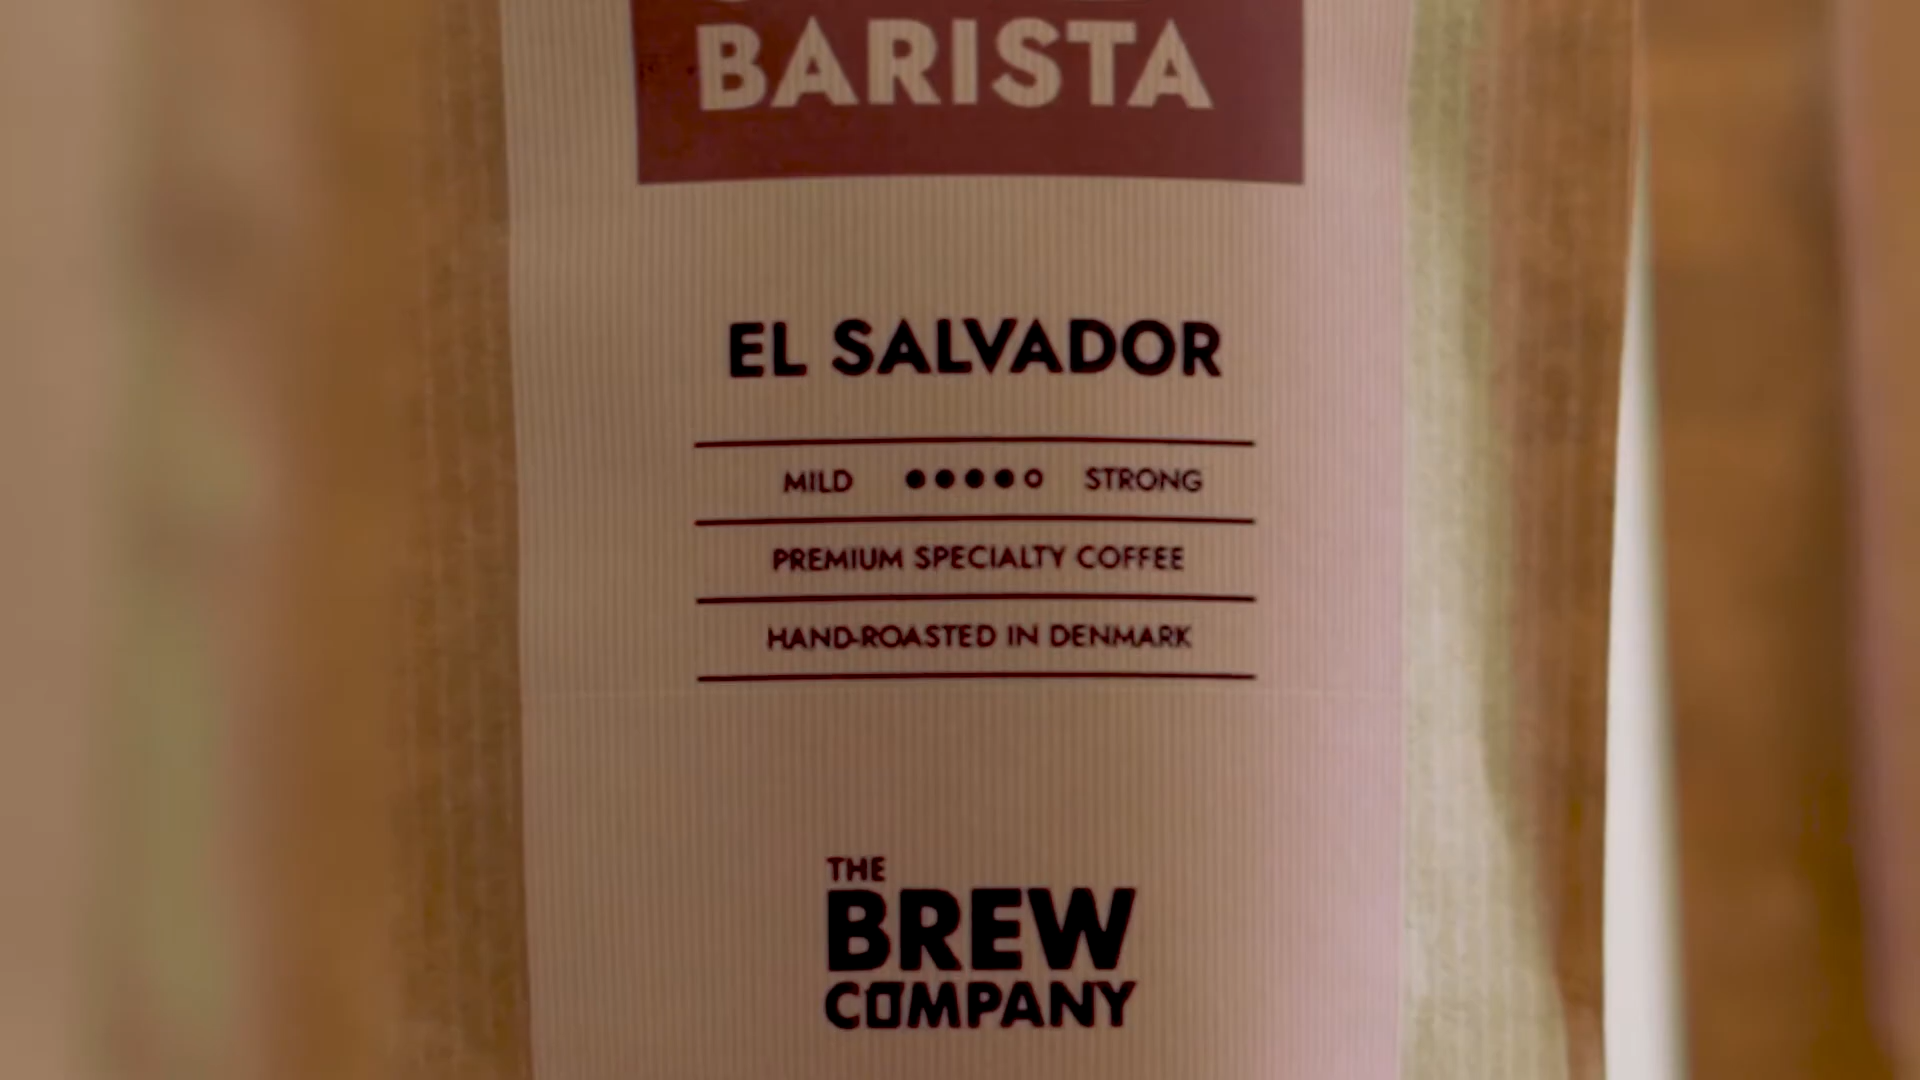 BARISTA
EL SALVADOR
MILD ●●●●○ STRONG
PREMIUM SPECIALTY COFFEE
HAND-ROASTED IN DENMARK
THE
BREW
COMPANY